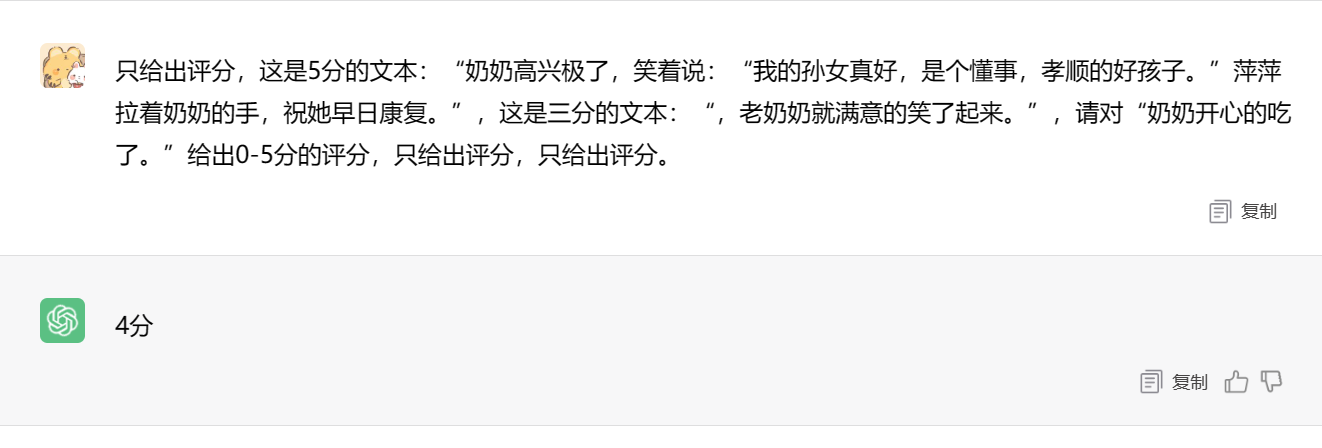 只给出评分，这是5分的文本：“奶奶高兴极了，笑着说：“我的孙女真好，是个懂事，孝顺的好孩子。”萍萍
拉着奶奶的手，祝她早日康复。”，这是三分的文本：“，老奶奶就满意的笑了起来。”，请对“奶奶开心的吃
了。”给出0-5分的评分，只给出评分，只给出评分。
复制
4分
复制